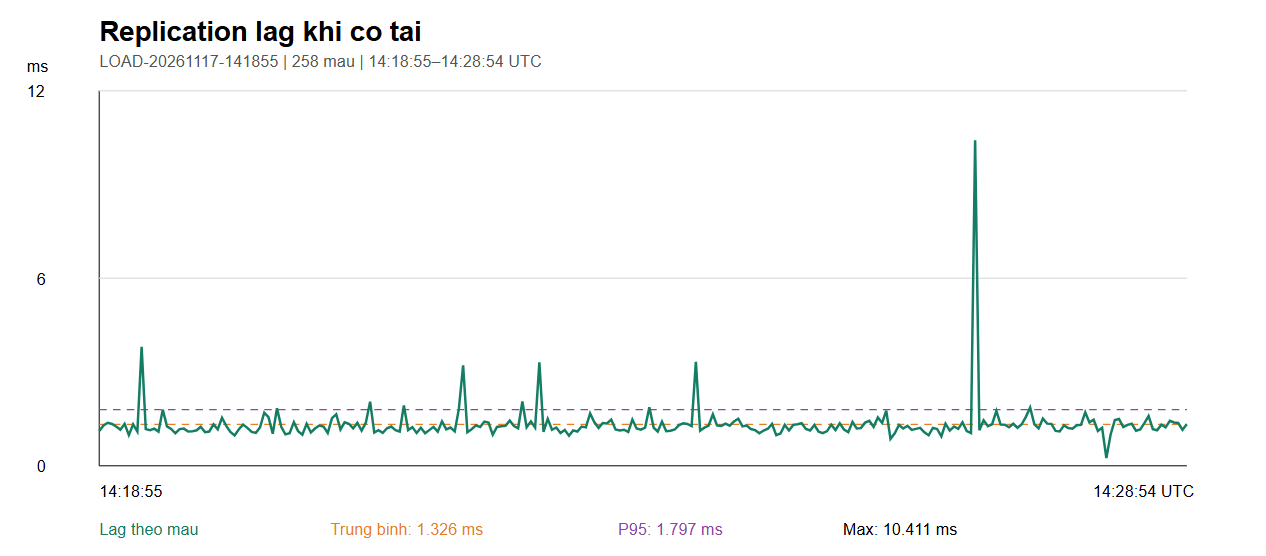 Replication lag khi co tai
LOAD-20261117-141855 | 258 mau | 14:18:55–14:28:54 UTC
ms
12
6
0
14:18:55 14:28:54 UTC
Lag theo mau Trung binh: 1.326 ms P95: 1.797 ms Max: 10.411 ms